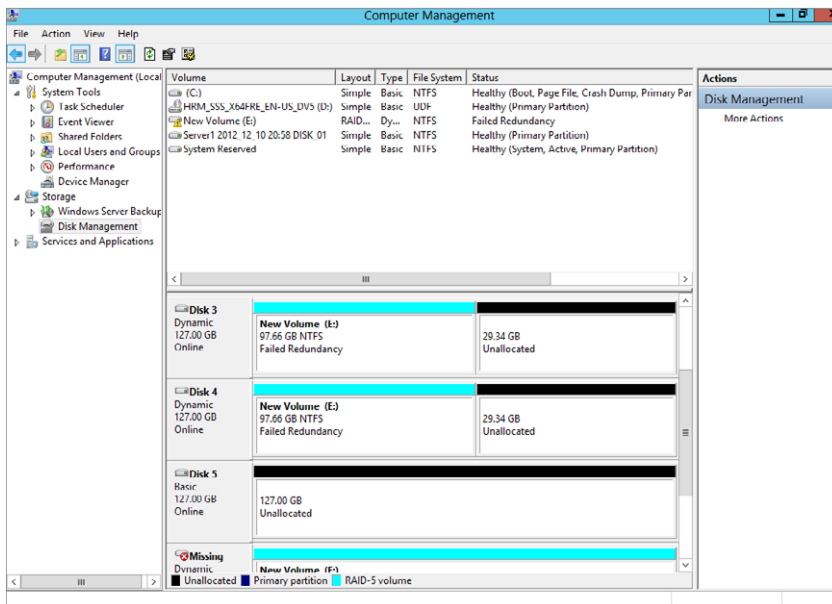 Computer Management
File Action View Help
Computer Management (Local
System Tools
Task Scheduler
Event Viewer
Shared Folders
Local Users and Groups
Performance
Device Manager
Storage
Windows Server Backup
Disk Management
Services and Applications
Volume Layout Type File System Status
(C:) Simple Basic NTFS Healthy (Boot, Page File, Crash Dump, Primary Par
HRM_SSS_X64FRE_EN-US_DV5 (D:) Simple Basic UDF Healthy (Primary Partition)
New Volume (E:) RAID... Dy... NTFS Failed Redundancy
Server1 2012_12_10 20:58 DISK_01 Simple Basic NTFS Healthy (Primary Partition)
System Reserved Simple Basic NTFS Healthy (System, Active, Primary Partition)
Actions
Disk Management
More Actions
Disk 3
Dynamic
127.00 GB
Online
New Volume (E:)
97.66 GB NTFS
Failed Redundancy
29.34 GB
Unallocated
Disk 4
Dynamic
127.00 GB
Online
New Volume (E:)
97.66 GB NTFS
Failed Redundancy
29.34 GB
Unallocated
Disk 5
Basic
127.00 GB
Online
127.00 GB
Unallocated
Missing
Dynamic
New Volume (E:)
Unallocated Primary partition RAID-5 volume